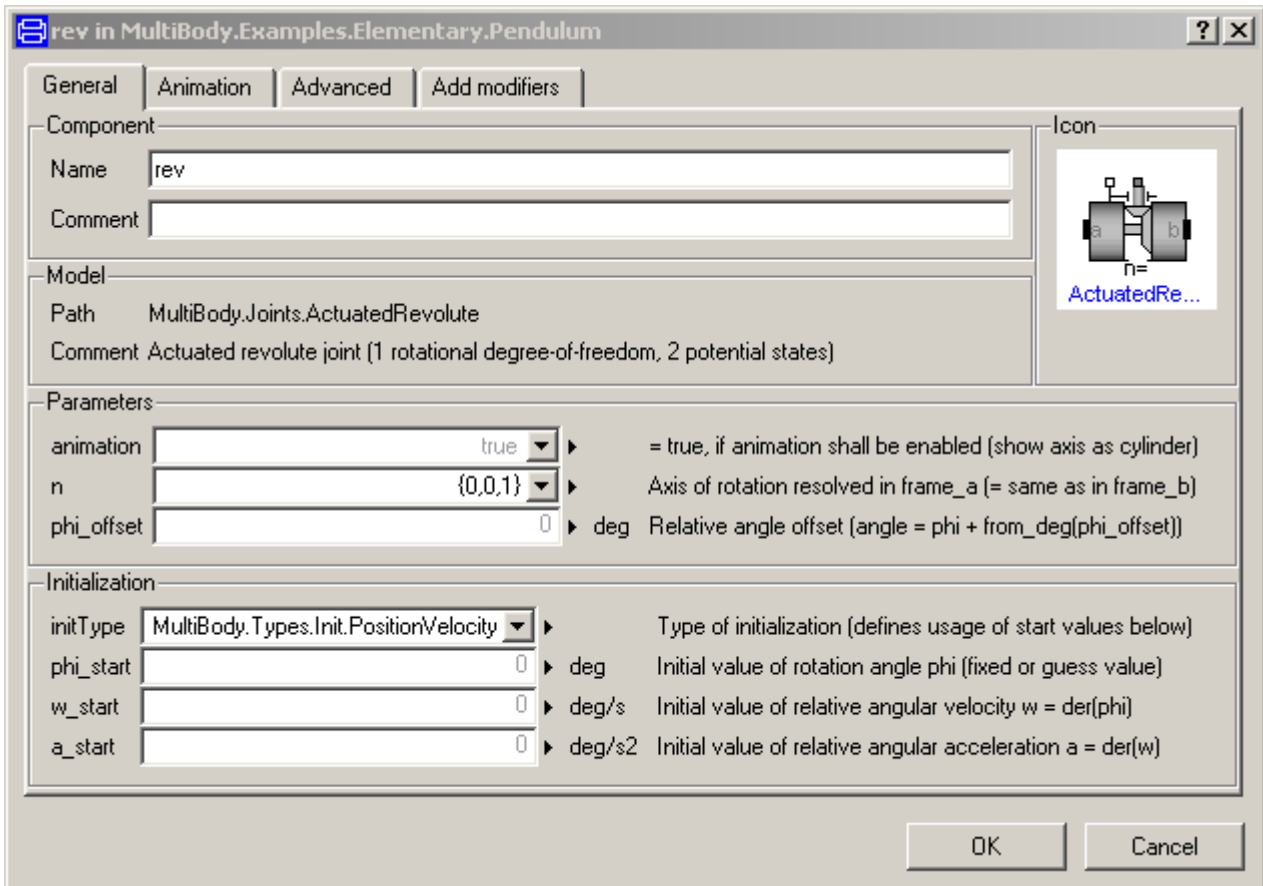 rev in MultiBody.Examples.Elementary.Pendulum ? X
General Animation Advanced Add modifiers
Component
Name rev
Comment
Icon
a b
n=
ActuatedRe...
Model
Path MultiBody.Joints.ActuatedRevolute
Comment Actuated revolute joint (1 rotational degree-of-freedom, 2 potential states)
Parameters
animation true = true, if animation shall be enabled (show axis as cylinder)
n {0,0,1} Axis of rotation resolved in frame_a (= same as in frame_b)
phi_offset 0 deg Relative angle offset (angle = phi + from_deg(phi_offset))
Initialization
initType MultiBody.Types.Init.PositionVelocity Type of initialization (defines usage of start values below)
phi_start 0 deg Initial value of rotation angle phi (fixed or guess value)
w_start 0 deg/s Initial value of relative angular velocity w = der(phi)
a_start 0 deg/s2 Initial value of relative angular acceleration a = der(w)
OK Cancel